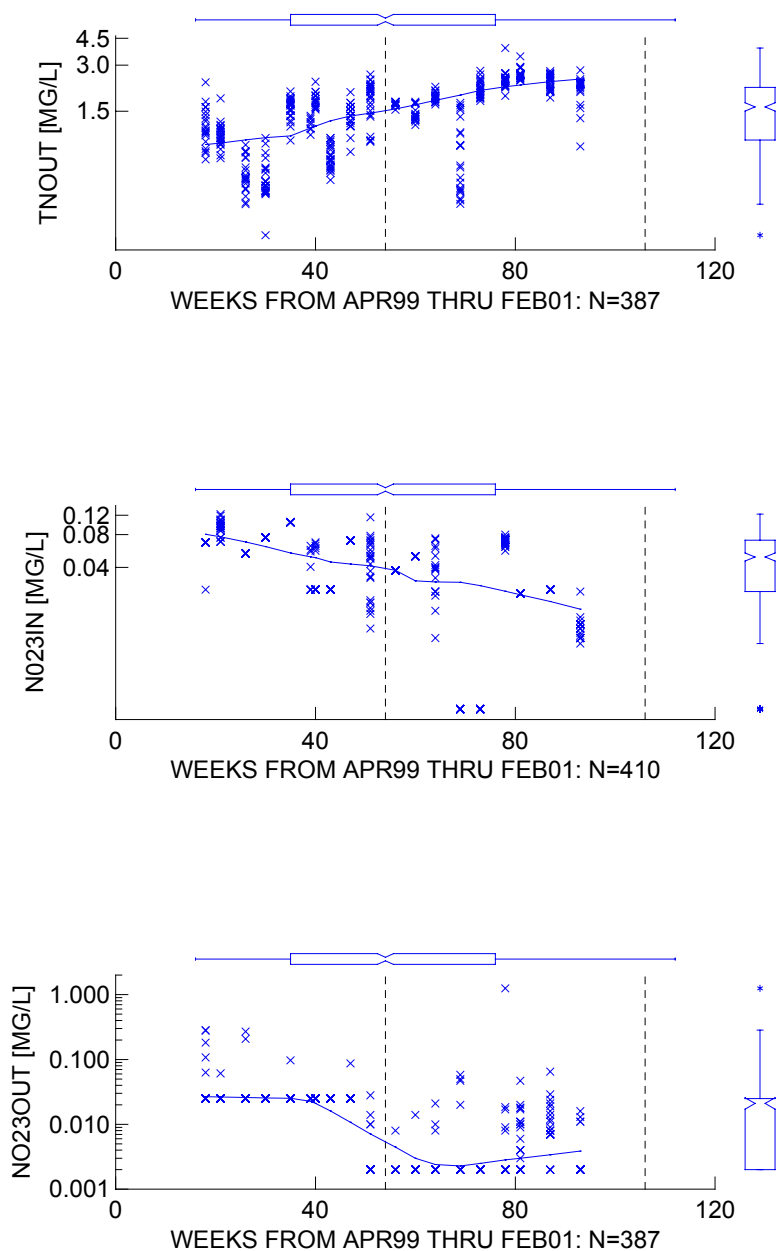 4.5
3.0
1.5
TNOUT [MG/L]
0 40 80 120
WEEKS FROM APR99 THRU FEB01: N=387
0.12
0.08
0.04
N023IN [MG/L]
0 40 80 120
WEEKS FROM APR99 THRU FEB01: N=410
1.000
0.100
0.010
0.001
NO23OUT [MG/L]
0 40 80 120
WEEKS FROM APR99 THRU FEB01: N=387